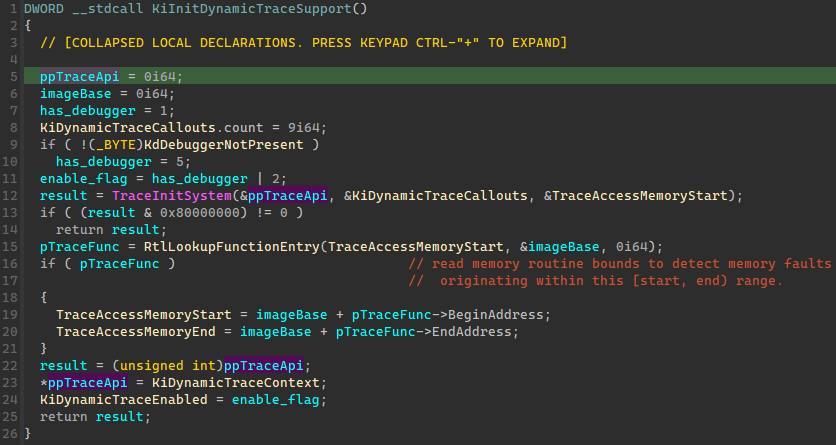 1 DWORD __stdcall KiInitDynamicTraceSupport()
2 {
3   // [COLLAPSED LOCAL DECLARATIONS. PRESS KEYPAD CTRL-"+" TO EXPAND]
4
5   ppTraceApi = 0i64;
6   imageBase = 0i64;
7   has_debugger = 1;
8   KiDynamicTraceCallouts.count = 9i64;
9   if ( !(_BYTE)KdDebuggerNotPresent )
10     has_debugger = 5;
11   enable_flag = has_debugger | 2;
12   result = TraceInitSystem(&ppTraceApi, &KiDynamicTraceCallouts, &TraceAccessMemoryStart);
13   if ( (result & 0x80000000) != 0 )
14     return result;
15   pTraceFunc = RtlLookupFunctionEntry(TraceAccessMemoryStart, &imageBase, 0i64);
16   if ( pTraceFunc )                             // read memory routine bounds to detect memory faults
17                                                 //  originating within this [start, end) range.
18   {
19     TraceAccessMemoryStart = imageBase + pTraceFunc->BeginAddress;
20     TraceAccessMemoryEnd = imageBase + pTraceFunc->EndAddress;
21   }
22   result = (unsigned int)ppTraceApi;
23   *ppTraceApi = KiDynamicTraceContext;
24   KiDynamicTraceEnabled = enable_flag;
25   return result;
26 }